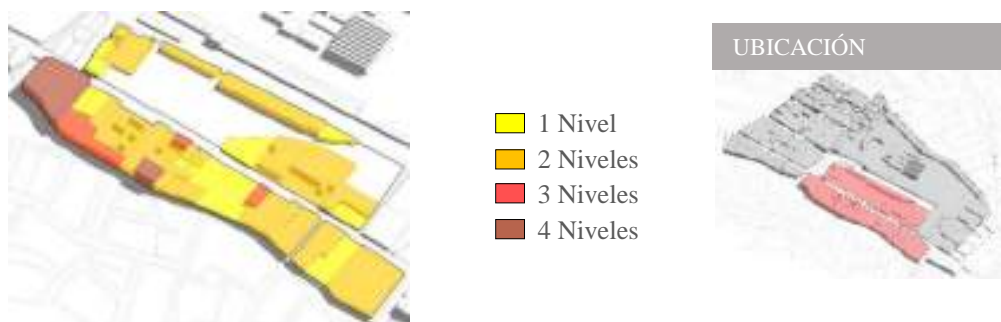 UBICACIÓN
1 Nivel
2 Niveles
3 Niveles
4 Niveles